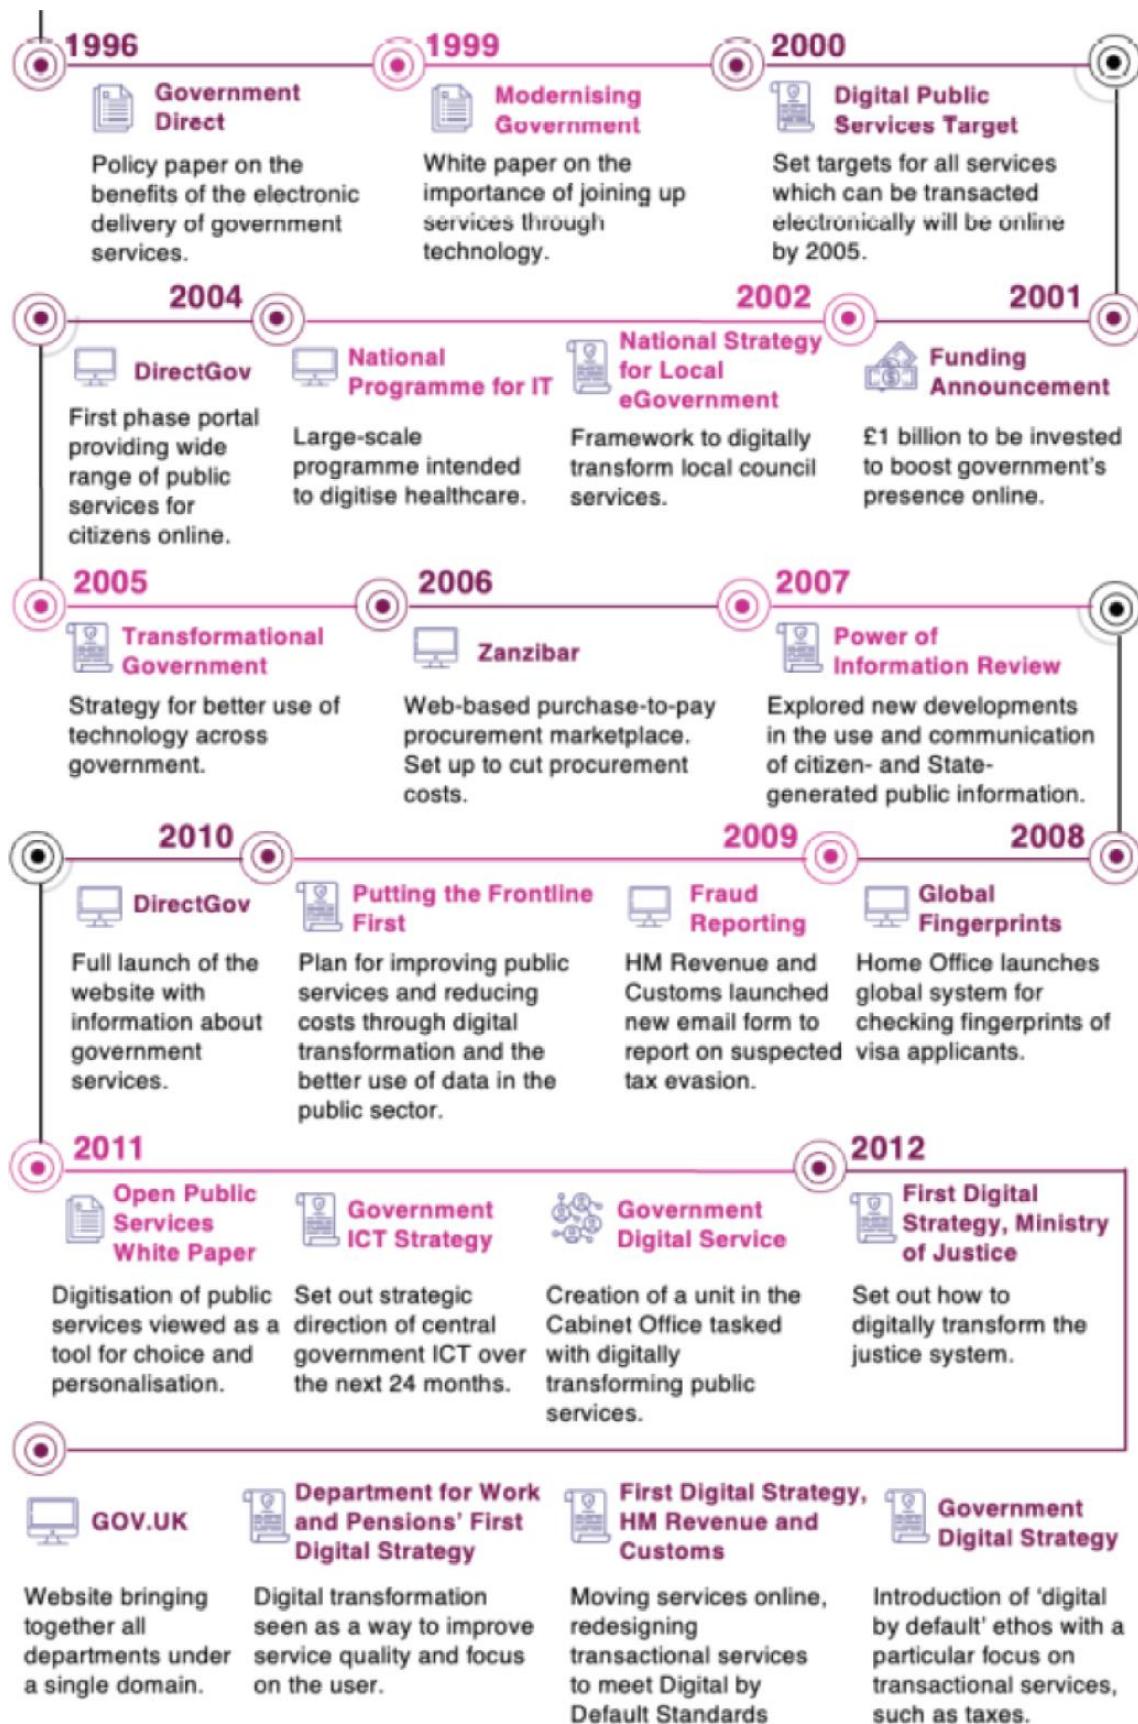 1996
Government
Direct
Policy paper on the
benefits of the electronic
delivery of government
services.
1999
Modernising
Government
White paper on the
importance of joining up
services through
technology.
2000
Digital Public
Services Target
Set targets for all services
which can be transacted
electronically will be online
by 2005.
2001
Funding
Announcement
£1 billion to be invested
to boost government's
presence online.
2002
National Strategy
for Local
eGovernment
Framework to digitally
transform local council
services.
National
Programme for IT
Large-scale
programme intended
to digitise healthcare.
2004
DirectGov
First phase portal
providing wide
range of public
services for
citizens online.
2005
Transformational
Government
Strategy for better use of
technology across
government.
2006
Zanzibar
Web-based purchase-to-pay
procurement marketplace.
Set up to cut procurement
costs.
2007
Power of
Information Review
Explored new developments
in the use and communication
of citizen- and State-
generated public information.
2008
Global
Fingerprints
Home Office launches
global system for
checking fingerprints of
visa applicants.
2009
Fraud
Reporting
HM Revenue and
Customs launched
new email form to
report on suspected
tax evasion.
Putting the Frontline
First
Plan for improving public
services and reducing
costs through digital
transformation and the
better use of data in the
public sector.
2010
DirectGov
Full launch of the
website with
information about
government
services.
2011
Open Public
Services
White Paper
Digitisation of public
services viewed as a
tool for choice and
personalisation.
Government
ICT Strategy
Set out strategic
direction of central
government ICT over
the next 24 months.
Government
Digital Service
Creation of a unit in the
Cabinet Office tasked
with digitally
transforming public
services.
2012
First Digital
Strategy, Ministry
of Justice
Set out how to
digitally transform the
justice system.
GOV.UK
Website bringing
together all
departments under
a single domain.
Department for Work
and Pensions' First
Digital Strategy
Digital transformation
seen as a way to improve
service quality and focus
on the user.
First Digital Strategy,
HM Revenue and
Customs
Moving services online,
redesigning
transactional services
to meet Digital by
Default Standards
Government
Digital Strategy
Introduction of 'digital
by default' ethos with a
particular focus on
transactional services,
such as taxes.